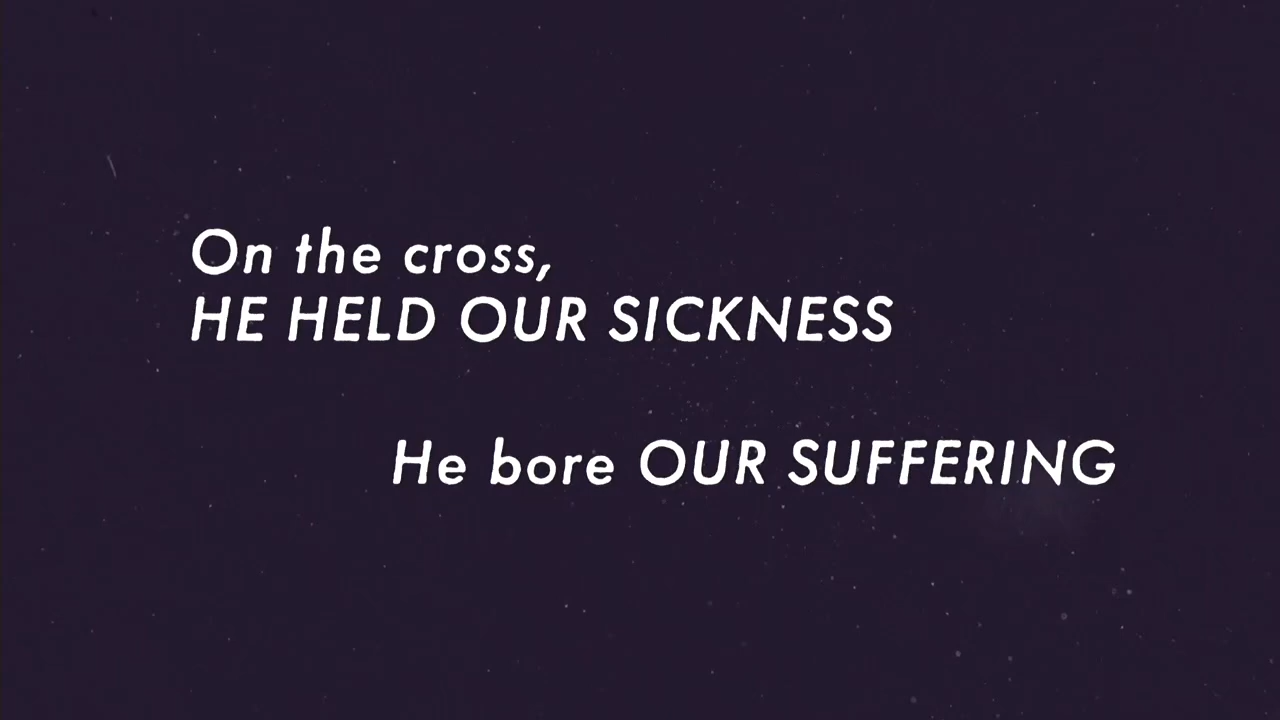 On the cross,
HE HELD OUR SICKNESS
He bore OUR SUFFERING